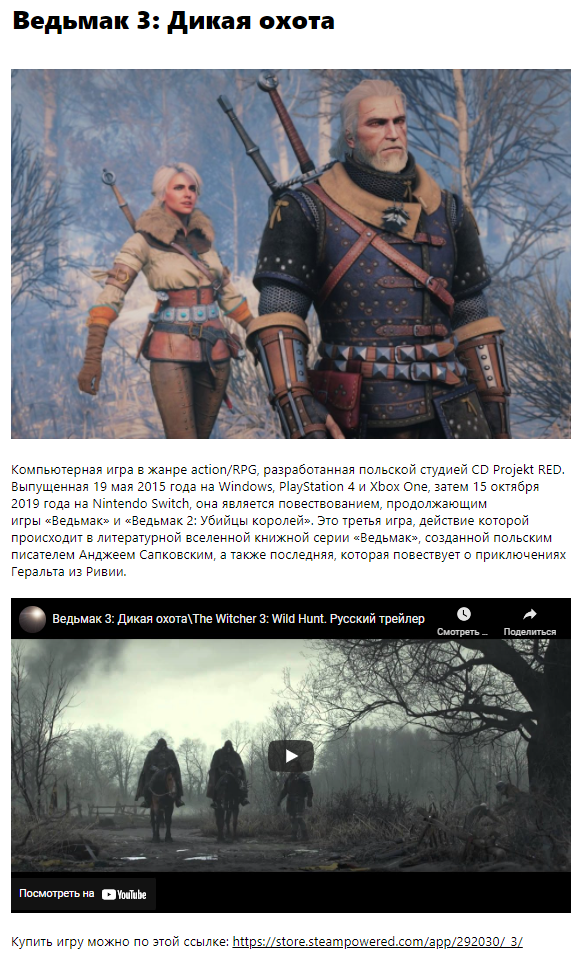 Ведьмак 3: Дикая охота
Компьютерная игра в жанре action/RPG, разработанная польской студией CD Projekt RED.
Выпущенная 19 мая 2015 года на Windows, PlayStation 4 и Xbox One, затем 15 октября
2019 года на Nintendo Switch, она является повествованием, продолжающим
игры «Ведьмак» и «Ведьмак 2: Убийцы королей». Это третья игра, действие которой
происходит в литературной вселенной книжной серии «Ведьмак», созданной польским
писателем Анджеем Сапковским, а также последняя, которая повествует о приключениях
Геральта из Ривии.
Ведьмак 3: Дикая охота\The Witcher 3: Wild Hunt. Русский трейлер
Смотреть ... Поделиться
Посмотреть на YouTube
Купить игру можно по этой ссылке: https://store.steampowered.com/app/292030/_3/